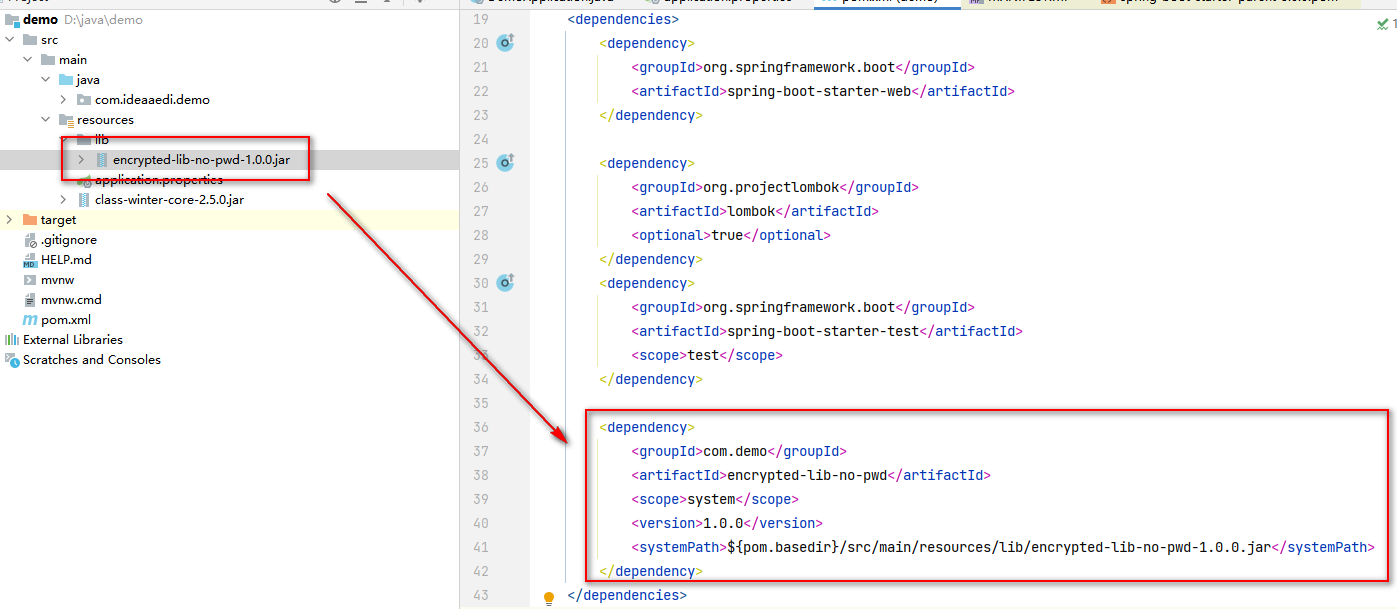 demo D:\java\demo
src
main
java
com.ideaaedi.demo
resources
lib
encrypted-lib-no-pwd-1.0.0.jar
application.properties
class-winter-core-2.5.0.jar
target
.gitignore
HELP.md
mvnw
mvnw.cmd
pom.xml
External Libraries
Scratches and Consoles
19 <dependencies>
20 <dependency>
21 <groupId>org.springframework.boot</groupId>
22 <artifactId>spring-boot-starter-web</artifactId>
23 </dependency>
24
25 <dependency>
26 <groupId>org.projectlombok</groupId>
27 <artifactId>lombok</artifactId>
28 <optional>true</optional>
29 </dependency>
30 <dependency>
31 <groupId>org.springframework.boot</groupId>
32 <artifactId>spring-boot-starter-test</artifactId>
33 <scope>test</scope>
34 </dependency>
35
36 <dependency>
37 <groupId>com.demo</groupId>
38 <artifactId>encrypted-lib-no-pwd</artifactId>
39 <scope>system</scope>
40 <version>1.0.0</version>
41 <systemPath>${pom.basedir}/src/main/resources/lib/encrypted-lib-no-pwd-1.0.0.jar</systemPath>
42 </dependency>
43 </dependencies>